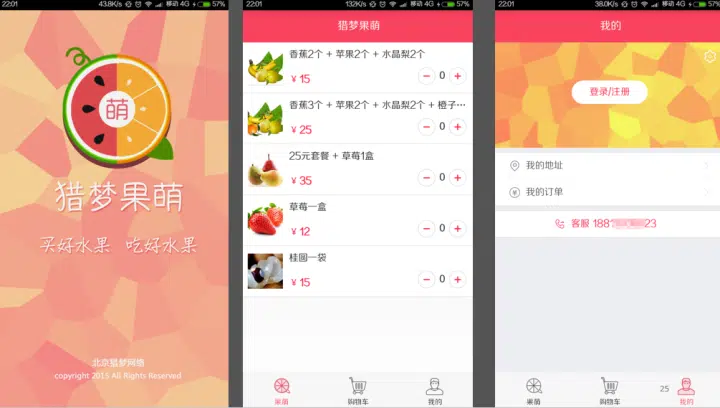 22:01 43.8K/s 移动 4G 57%
萌
猎梦果萌
买好水果 吃好水果
北京猎梦网络
copyright 2015 All Rights Reserved
22:01 132K/s 移动 4G 57%
猎梦果萌
香蕉2个 + 苹果2个 + 水晶梨2个
¥ 15
0
香蕉3个 + 苹果2个 + 水晶梨2个 + 橙子…
¥ 25
0
25元套餐 + 草莓1盒
¥ 35
0
草莓一盒
¥ 12
0
桂圆一袋
¥ 15
0
果萌 购物车 我的
22:01 38.0K/s 移动 4G 57%
我的
登录/注册
我的地址
我的订单
客服 188 23
25
果萌 购物车 我的